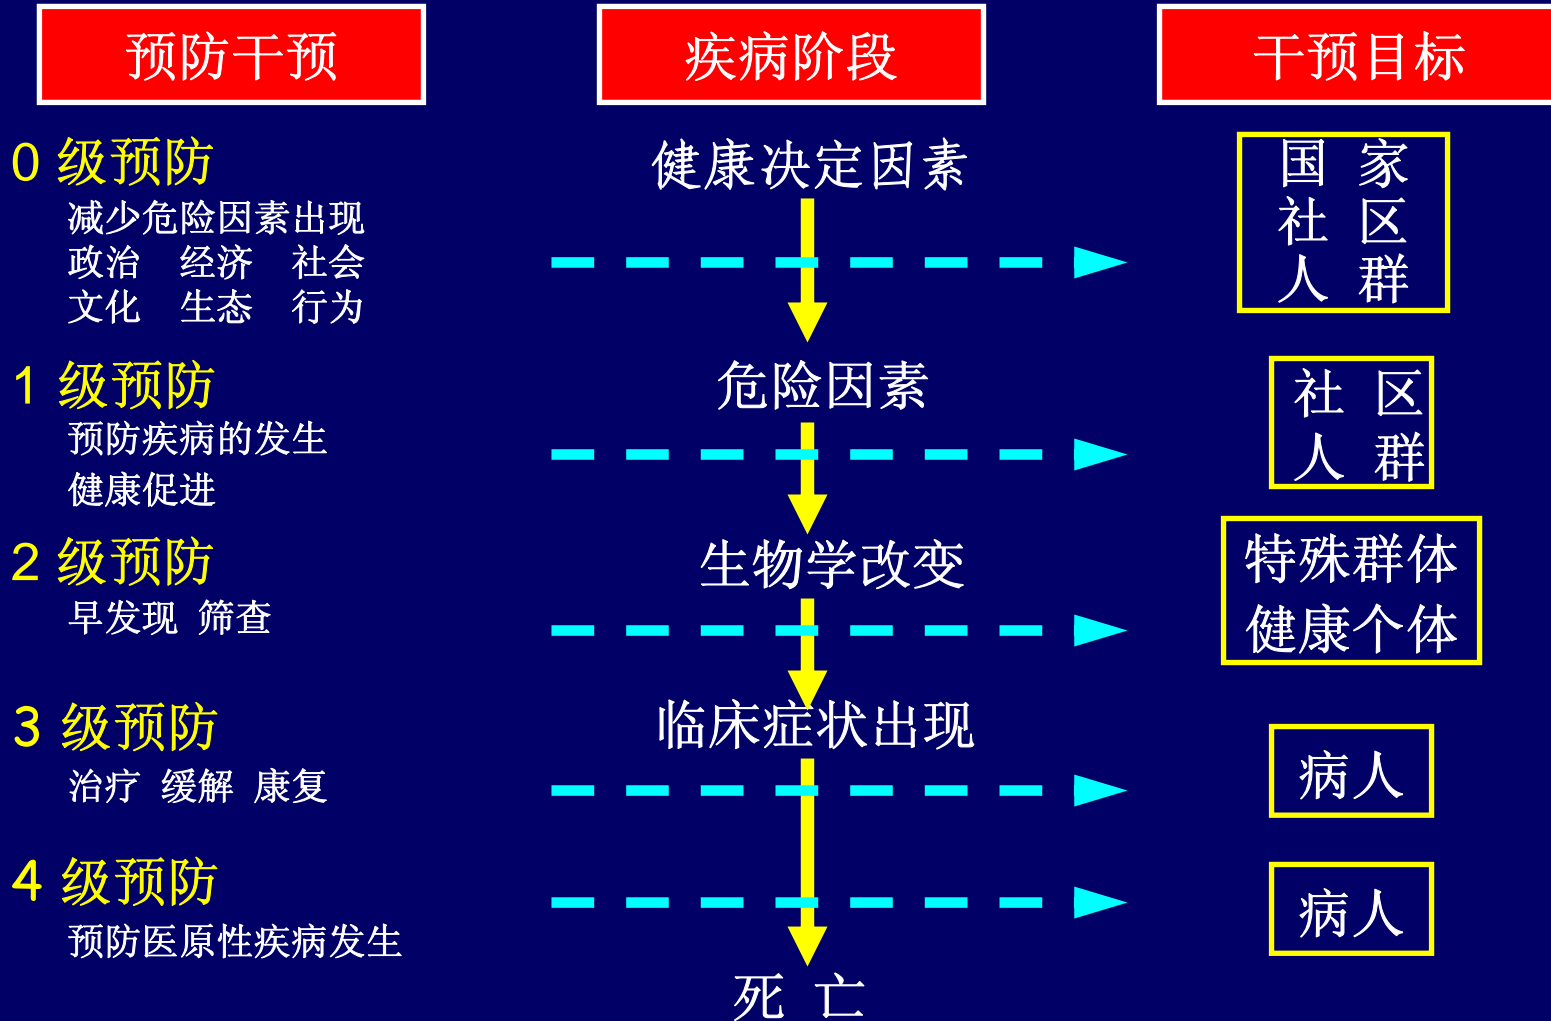 预防干预
疾病阶段
干预目标
0 级预防
减少危险因素出现
政治 经济 社会
文化 生态 行为
健康决定因素
国 家
社 区
人 群
1 级预防
预防疾病的发生
健康促进
危险因素
社 区
人 群
2 级预防
早发现 筛查
生物学改变
特殊群体
健康个体
3 级预防
治疗 缓解 康复
临床症状出现
病人
4 级预防
预防医原性疾病发生
病人
死 亡